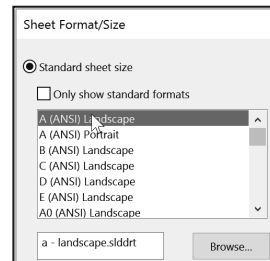 Sheet Format/Size
Standard sheet size
Only show standard formats
A (ANSI) Landscape
A (ANSI) Portrait
B (ANSI) Landscape
C (ANSI) Landscape
D (ANSI) Landscape
E (ANSI) Landscape
A0 (ANSI) Landscape
a - landscape.slddrt
Browse...